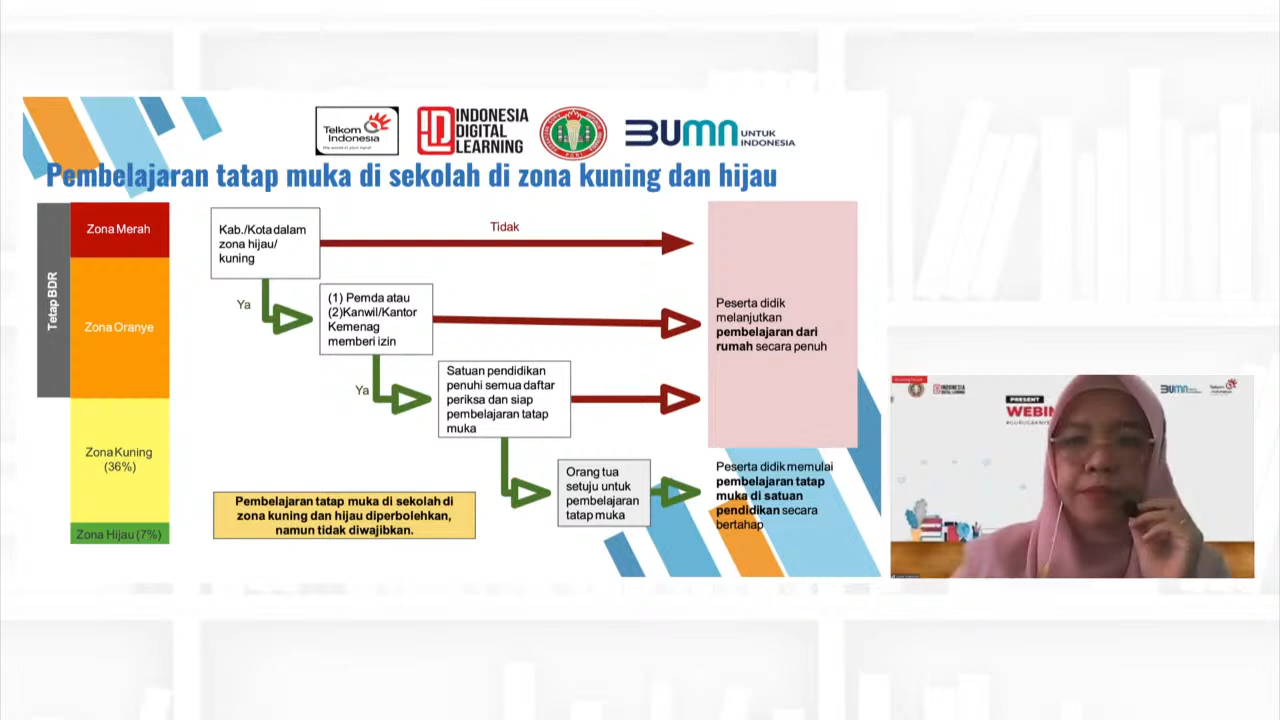 Telkom
Indonesia
INDONESIA
DIGITAL
LEARNING
BUMN
UNTUK
INDONESIA
Pembelajaran tatap muka di sekolah di zona kuning dan hijau
Tetap BDR
Zona Merah
Zona Oranye
Zona Kuning
(36%)
Zona Hijau (7%)
Kab./Kota dalam
zona hijau/
kuning
Tidak
Ya
(1) Pemda atau
(2)Kanwil/Kantor
Kemenag
memberi izin
Ya
Satuan pendidikan
penuhi semua daftar
periksa dan siap
pembelajaran tatap
muka
Orang tua
setuju untuk
pembelajaran
tatap muka
Peserta didik
melanjutkan
pembelajaran dari
rumah secara penuh
Peserta didik memulai
pembelajaran tatap
muka di satuan
pendidikan secara
bertahap
Pembelajaran tatap muka di sekolah di
zona kuning dan hijau diperbolehkan,
namun tidak diwajibkan.
INDONESIA
DIGITAL
LEARNING
BUMN
Telkom
PRESENT
WEBIN